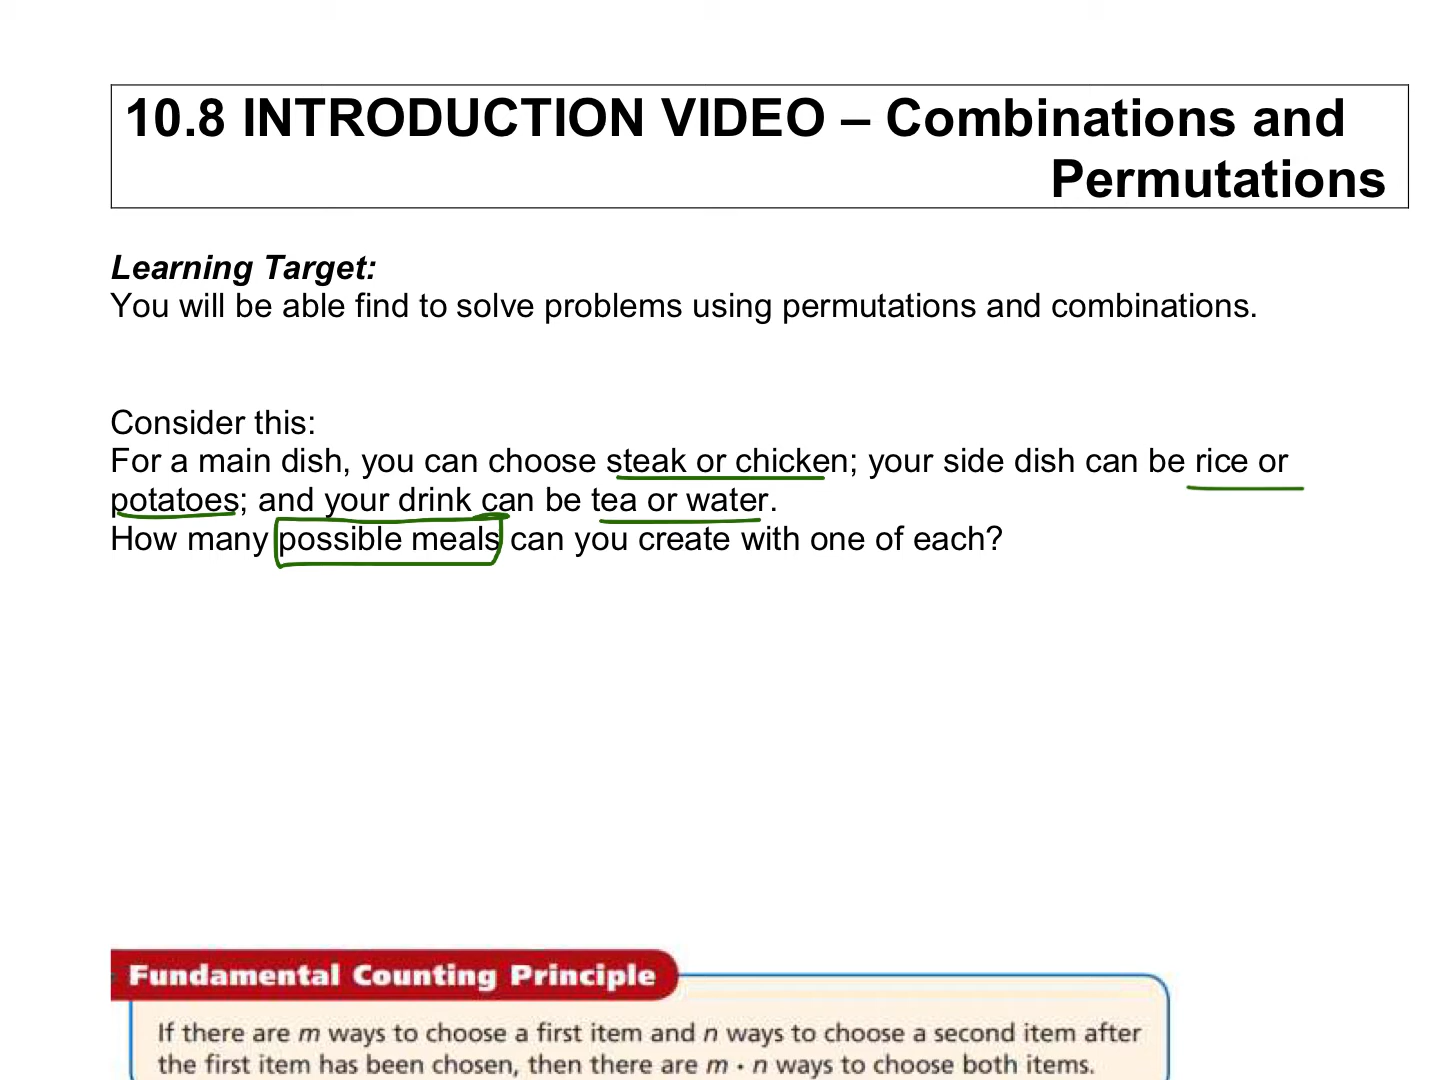 10.8 INTRODUCTION VIDEO – Combinations and
Permutations
Learning Target:
You will be able find to solve problems using permutations and combinations.
Consider this:
For a main dish, you can choose steak or chicken; your side dish can be rice or
potatoes; and your drink can be tea or water.
How many possible meals can you create with one of each?
Fundamental Counting Principle
If there are m ways to choose a first item and n ways to choose a second item after
the first item has been chosen, then there are m · n ways to choose both items.